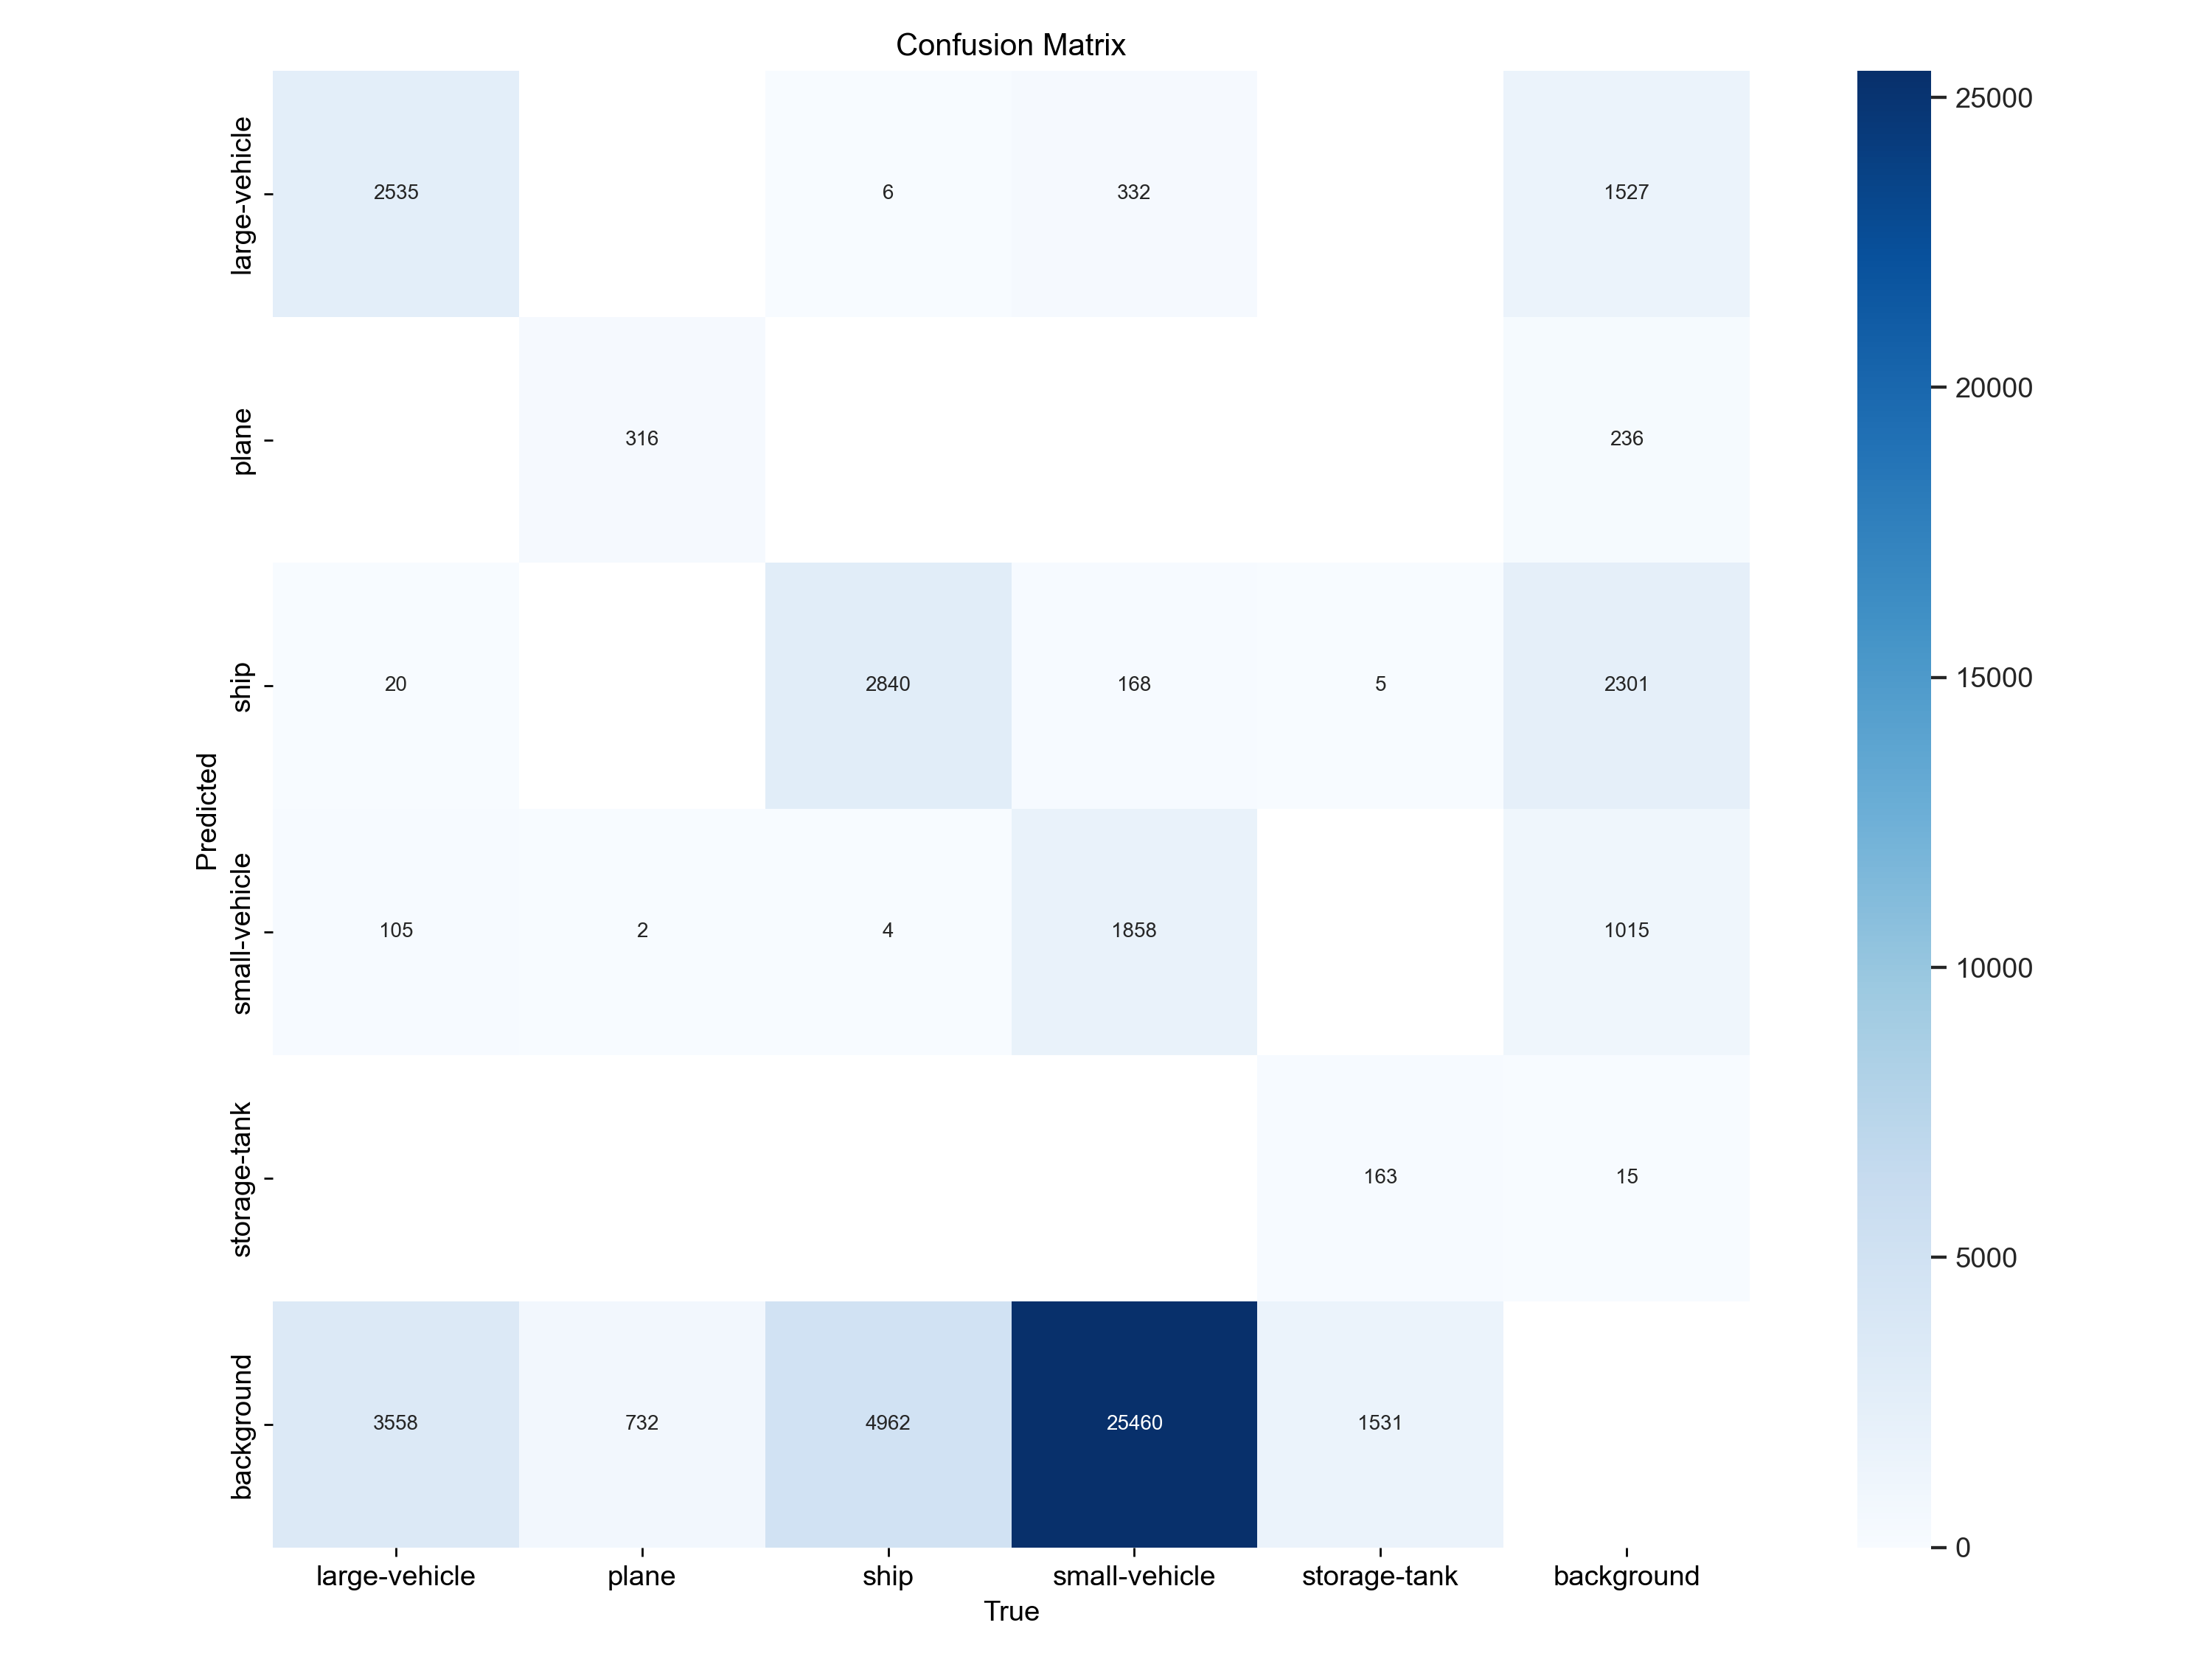 Confusion Matrix
large-vehicle 2535 6 332 1527
plane 316 236
ship 20 2840 168 5 2301
small-vehicle 105 2 4 1858 1015
storage-tank 163 15
background 3558 732 4962 25460 1531
large-vehicle plane ship small-vehicle storage-tank background
True
Predicted
25000
20000
15000
10000
5000
0